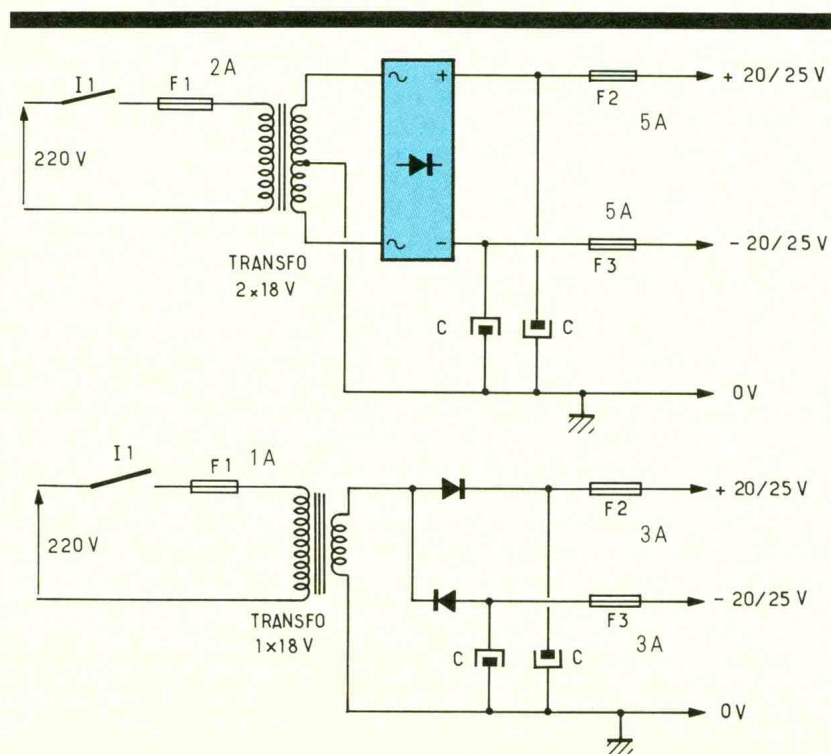 I1
F1
2A
220 V
TRANSFO
2×18 V
~
+
~
-
F2
5A
+ 20/25 V
5A
F3
- 20/25 V
C
C
0V
I1
F1
1A
220 V
TRANSFO
1×18 V
F2
3A
+ 20/25 V
F3
3A
- 20/25 V
C
C
0V